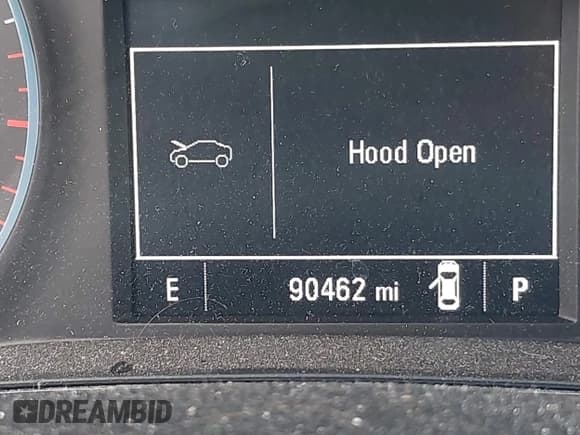 Hood Open
E 90462 mi P
DREAMBID